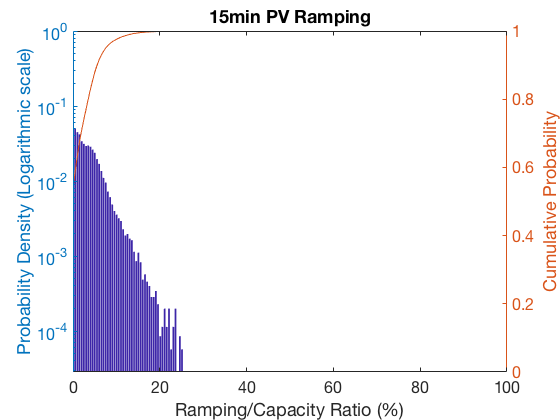 15min PV Ramping
Probability Density (Logarithmic scale)
10^0
10^-1
10^-2
10^-3
10^-4
1
0.8
0.6
0.4
0.2
0
Cumulative Probability
0 20 40 60 80 100
Ramping/Capacity Ratio (%)